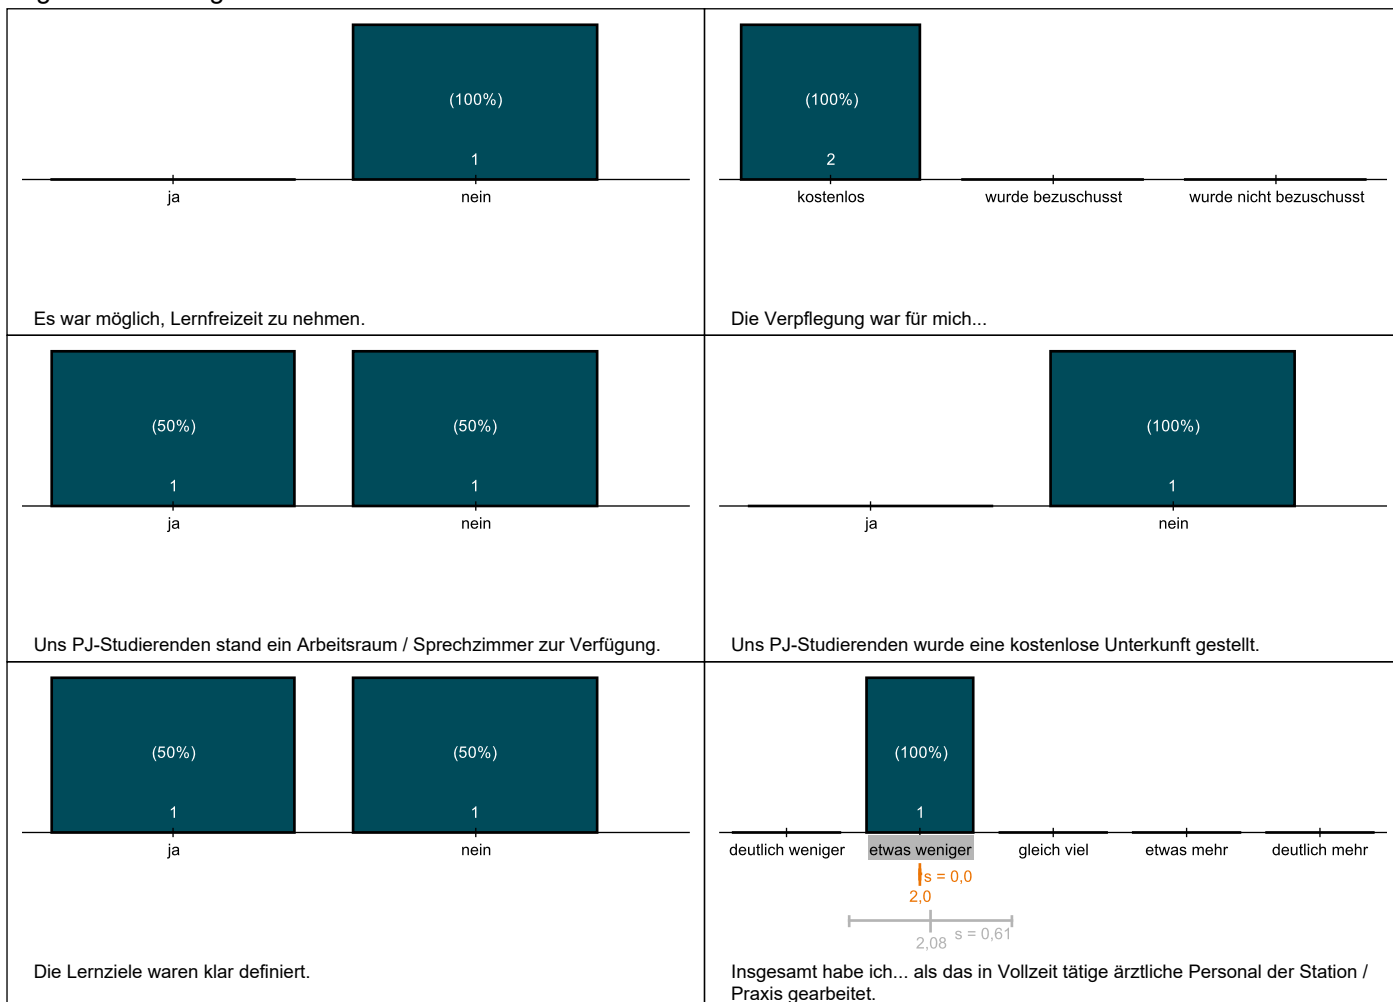 (100%)
1
ja
nein
Es war möglich, Lernfreizeit zu nehmen.
(100%)
2
kostenlos
wurde bezuschusst
wurde nicht bezuschusst
Die Verpflegung war für mich...
(50%)
(50%)
1
1
ja
nein
Uns PJ-Studierenden stand ein Arbeitsraum / Sprechzimmer zur Verfügung.
(100%)
1
ja
nein
Uns PJ-Studierenden wurde eine kostenlose Unterkunft gestellt.
(50%)
(50%)
1
1
ja
nein
Die Lernziele waren klar definiert.
(100%)
1
deutlich weniger
etwas weniger
gleich viel
etwas mehr
deutlich mehr
s = 0,0
2,0
s = 0,61
2,08
Insgesamt habe ich... als das in Vollzeit tätige ärztliche Personal der Station /
Praxis gearbeitet.